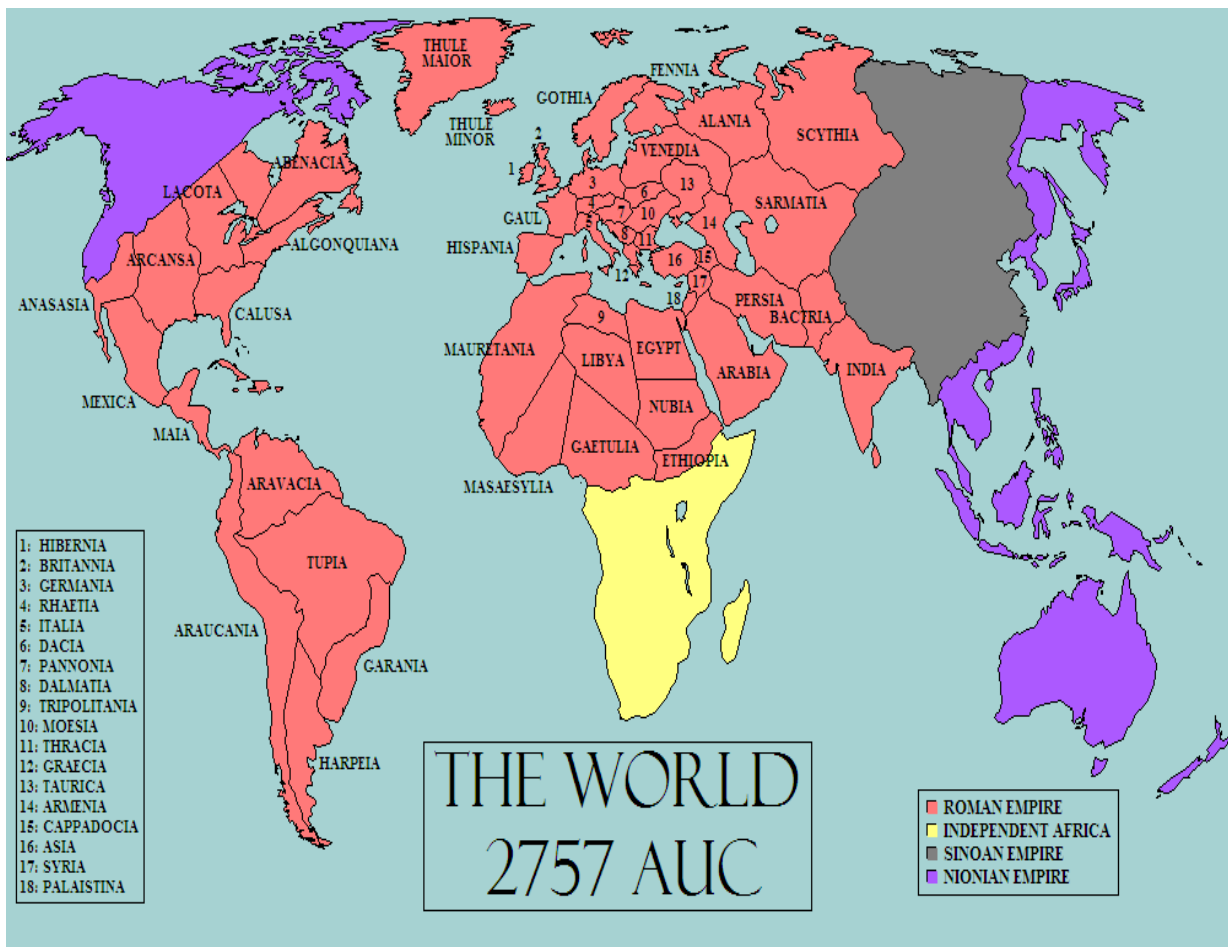 THULE
MAIOR
FENNIA
GOTHIA
THULE
MINOR
ALANIA
SCYTHIA
2
VENEDIA
1
ABENACIA
LACOTA
3
6
13
SARMATIA
4
7
10
GAUL
5
14
HISPANIA
8
11
ALGONQUIANA
ARCANSA
16
15
12
17
ANASASIA
18
PERSIA
CALUSA
9
BACTRIA
MAURETANIA
EGYPT
LIBYA
INDIA
ARABIA
MEXICA
NUBIA
MAIA
GAETULIA
ETHIOPIA
ARAVACIA
MASAESYLIA
TUPIA
ARAUCANIA
GARANIA
HARPEIA
1: HIBERNIA
2: BRITANNIA
3: GERMANIA
4: RHAETIA
5: ITALIA
6: DACIA
7: PANNONIA
8: DALMATIA
9: TRIPOLITANIA
10: MOESIA
11: THRACIA
12: GRAECIA
13: TAURICA
14: ARMENIA
15: CAPPADOCIA
16: ASIA
17: SYRIA
18: PALAISTINA
THE WORLD
2757 AUC
ROMAN EMPIRE
INDEPENDENT AFRICA
SINOAN EMPIRE
NIONIAN EMPIRE